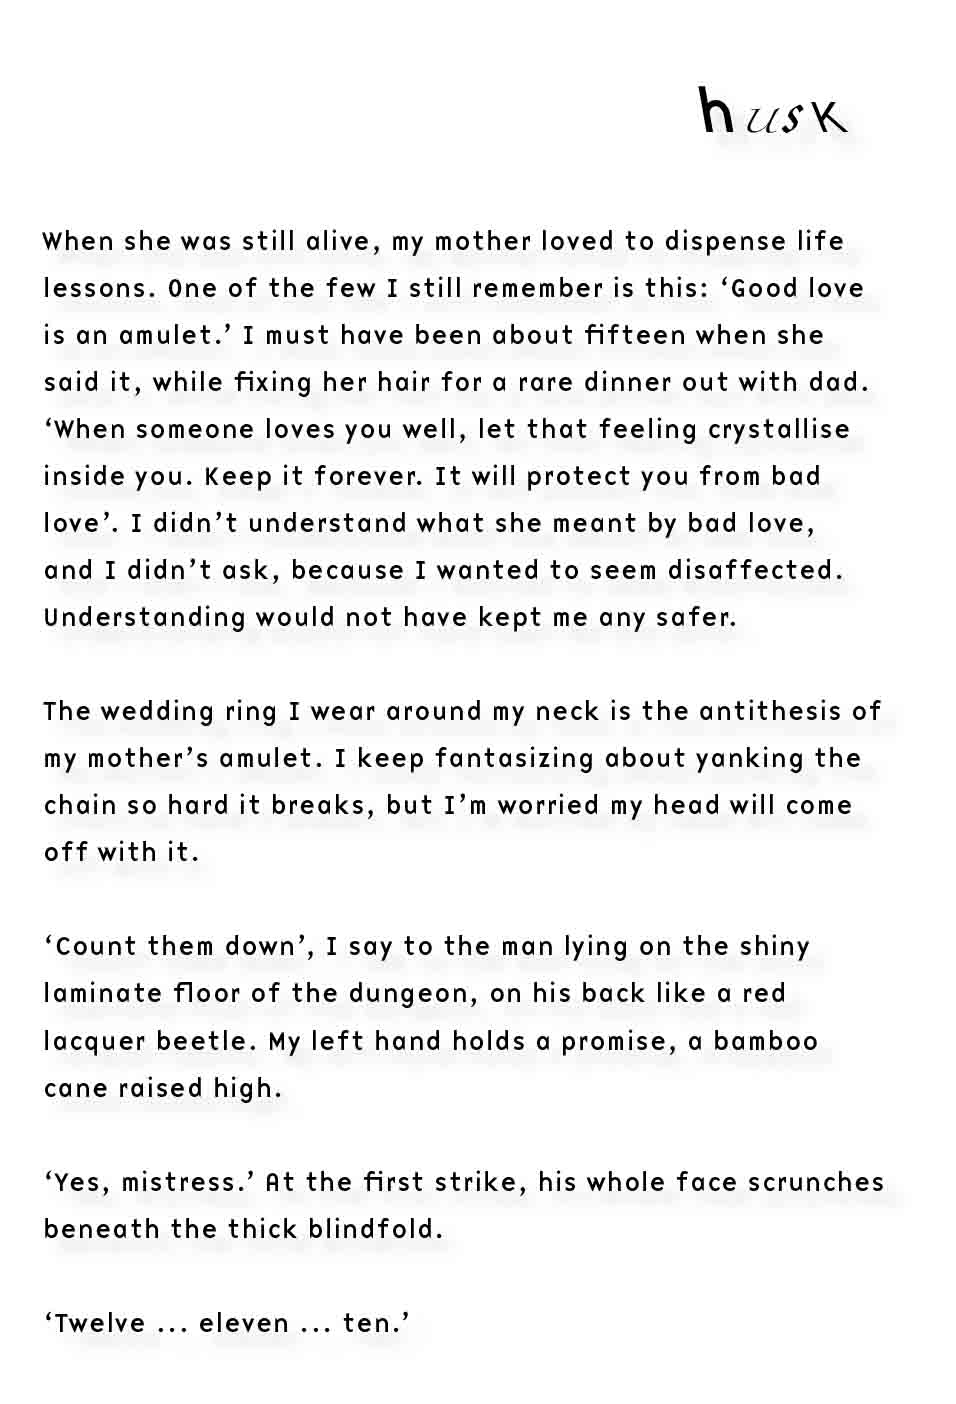 husk
When she was still alive, my mother loved to dispense life
lessons. One of the few I still remember is this: ‘Good love
is an amulet.’ I must have been about fifteen when she
said it, while fixing her hair for a rare dinner out with dad.
‘When someone loves you well, let that feeling crystallise
inside you. Keep it forever. It will protect you from bad
love’. I didn’t understand what she meant by bad love,
and I didn’t ask, because I wanted to seem disaffected.
Understanding would not have kept me any safer.
The wedding ring I wear around my neck is the antithesis of
my mother’s amulet. I keep fantasizing about yanking the
chain so hard it breaks, but I’m worried my head will come
off with it.
‘Count them down’, I say to the man lying on the shiny
laminate floor of the dungeon, on his back like a red
lacquer beetle. My left hand holds a promise, a bamboo
cane raised high.
‘Yes, mistress.’ At the first strike, his whole face scrunches
beneath the thick blindfold.
‘Twelve ... eleven ... ten.’